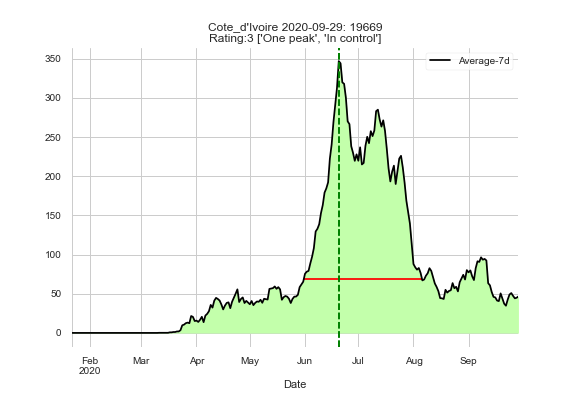 Cote_d'Ivoire 2020-09-29: 19669
Rating:3 ['One peak', 'In control']
Average-7d
350
300
250
200
150
100
50
0
Feb Mar Apr May Jun Jul Aug Sep
2020
Date